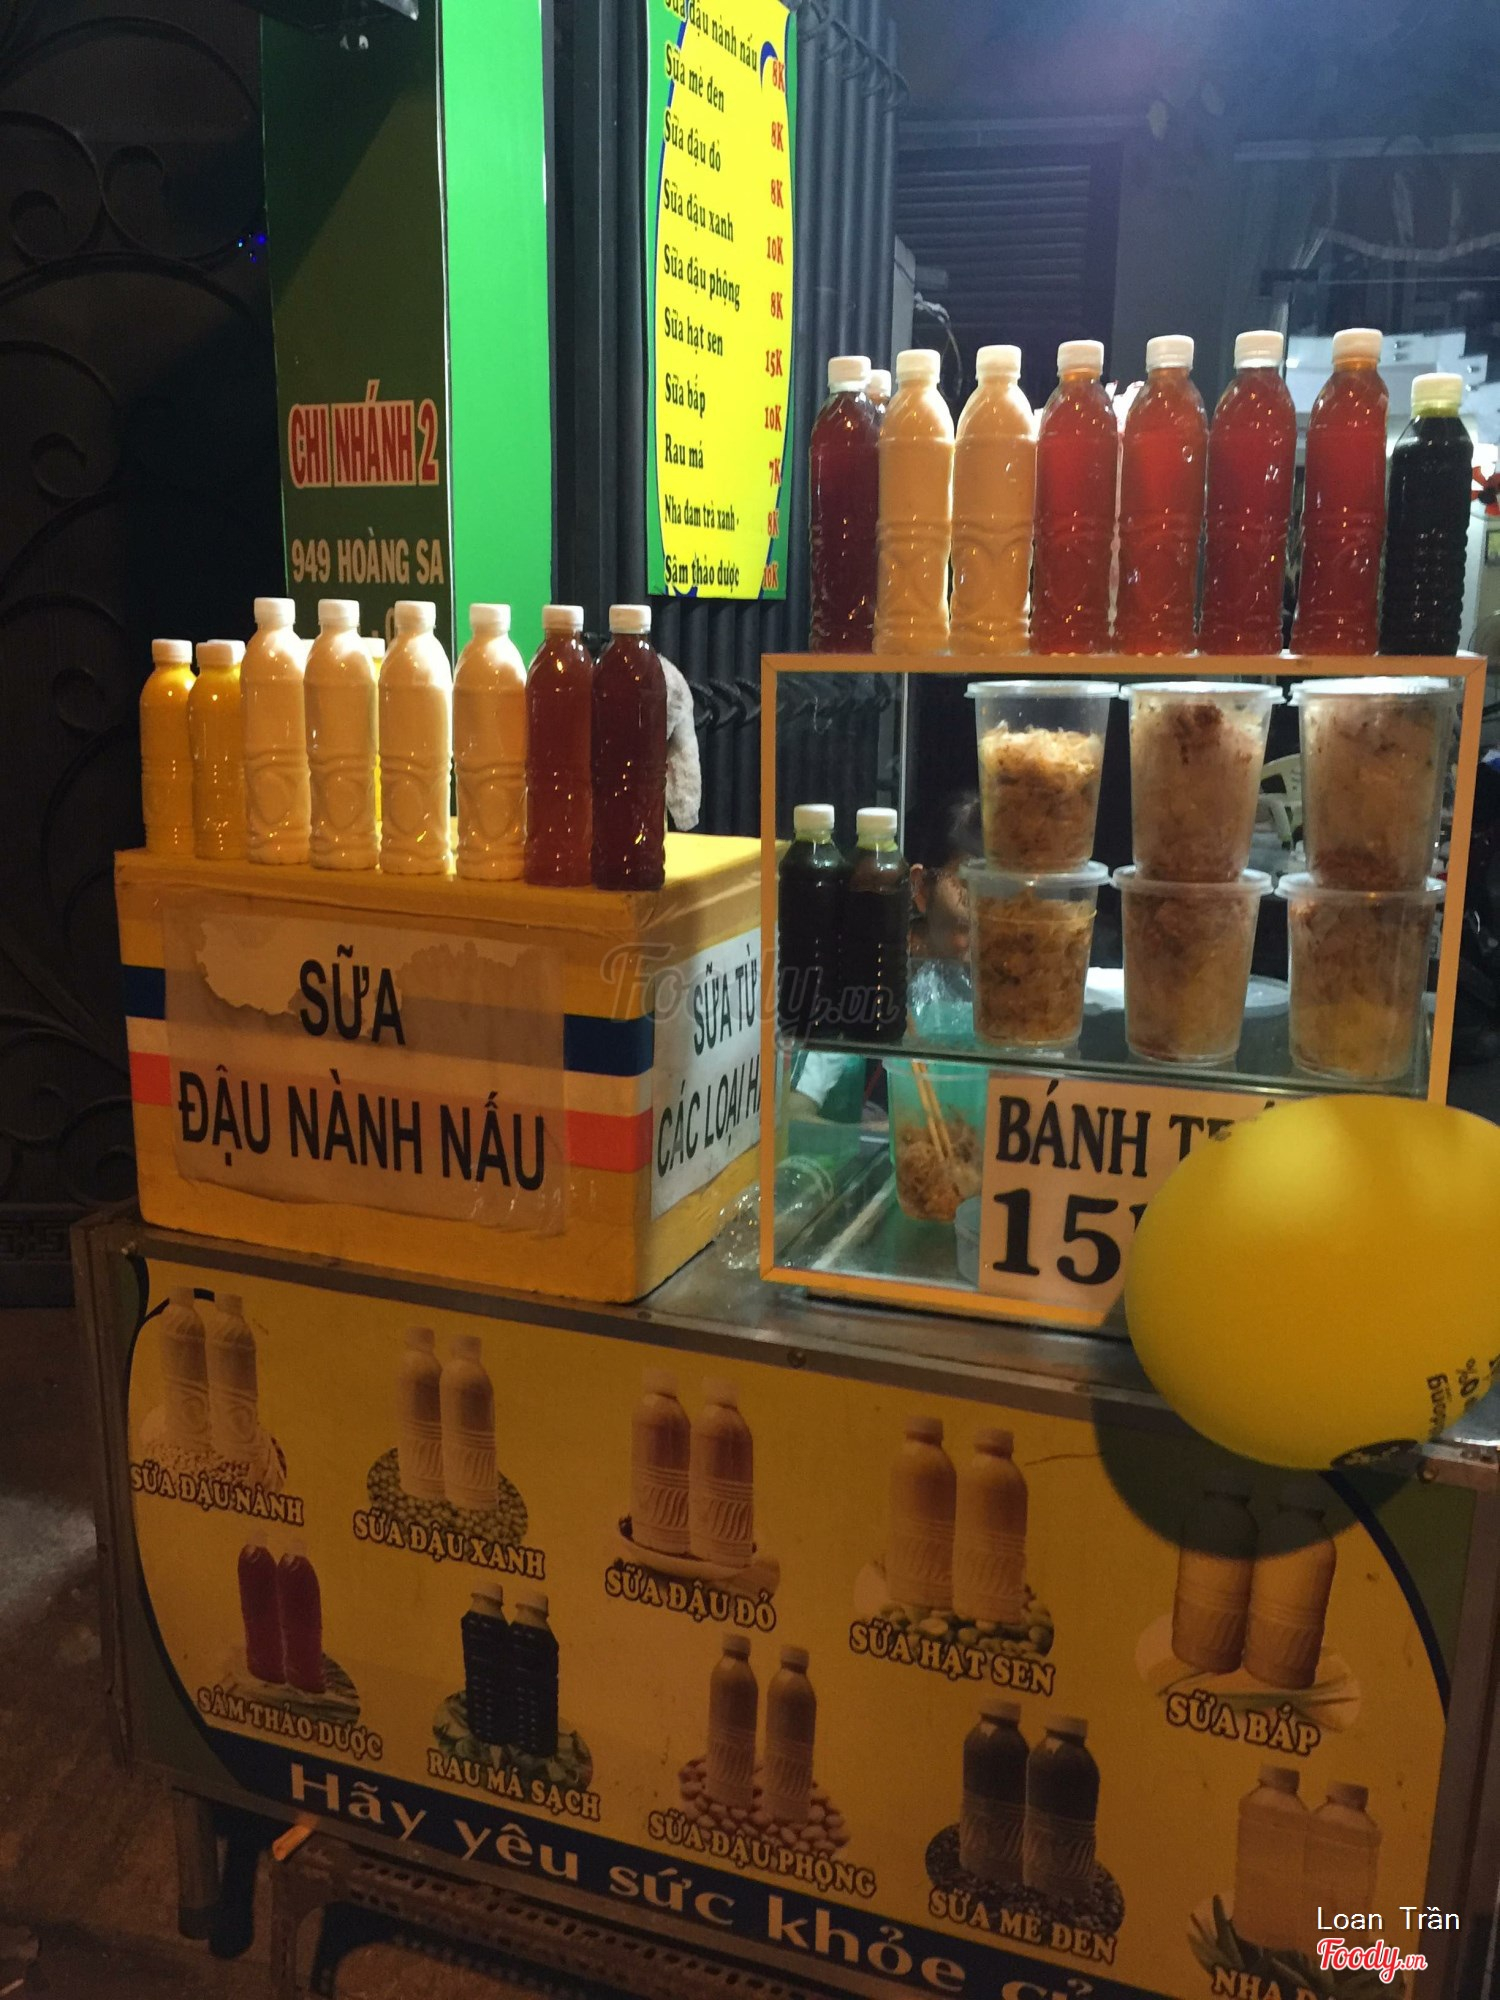 Sữa đậu nành nấu 8K
Sữa mè đen 8K
Sữa đậu đỏ 8K
Sữa đậu xanh 10K
Sữa đậu phộng 8K
Sữa hạt sen 15K
Sữa bắp 10K
Rau má 7K
Nha đam trà xanh 8K
Sâm thảo dược 10K
CHI NHÁNH 2
949 HOÀNG SA
SỮA
ĐẬU NÀNH NẤU
SỮA TỪ
CÁC LOẠI
Foody.vn
BÁNH
15
SỮA ĐẬU NÀNH
SỮA ĐẬU XANH
SỮA ĐẬU ĐỎ
SỮA HẠT SEN
SỮA BẮP
SÂM THẢO DƯỢC
RAU MÁ SẠCH
SỮA ĐẬU PHỘNG
SỮA MÈ ĐEN
NHA
Hãy yêu sức khỏe
Loan Trần
Foody.vn